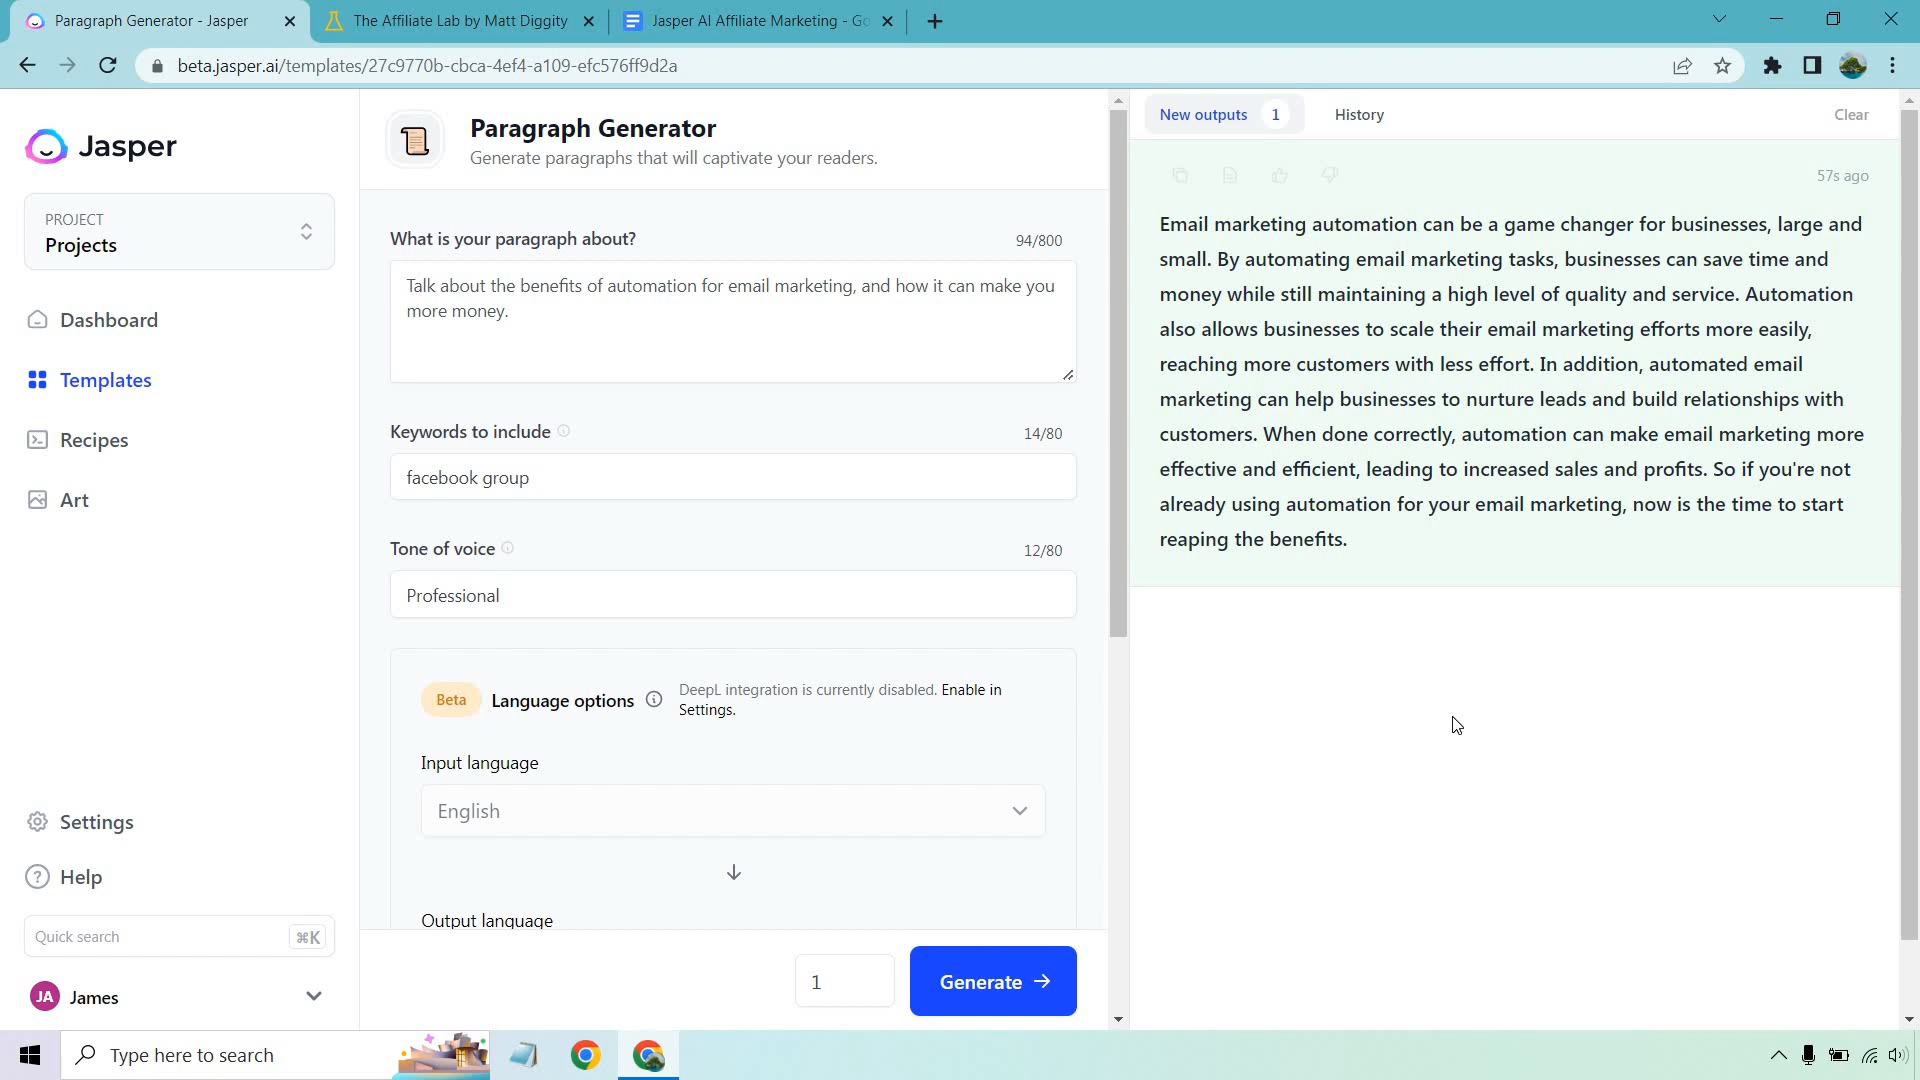 Paragraph Generator - Jasper
The Affiliate Lab by Matt Diggity
Jasper AI Affiliate Marketing - Go
beta.jasper.ai/templates/27c9770b-cbca-4ef4-a109-efc576ff9d2a
Jasper
PROJECT
Projects
Dashboard
Templates
Recipes
Art
Settings
Help
Quick search
⌘K
JA
James
Paragraph Generator
Generate paragraphs that will captivate your readers.
What is your paragraph about?
94/800
Talk about the benefits of automation for email marketing, and how it can make you
more money.
Keywords to include
14/80
facebook group
Tone of voice
12/80
Professional
Beta
Language options
DeepL integration is currently disabled. Enable in
Settings.
Input language
English
Output language
1
Generate
New outputs 1
History
Clear
57s ago
Email marketing automation can be a game changer for businesses, large and
small. By automating email marketing tasks, businesses can save time and
money while still maintaining a high level of quality and service. Automation
also allows businesses to scale their email marketing efforts more easily,
reaching more customers with less effort. In addition, automated email
marketing can help businesses to nurture leads and build relationships with
customers. When done correctly, automation can make email marketing more
effective and efficient, leading to increased sales and profits. So if you're not
already using automation for your email marketing, now is the time to start
reaping the benefits.
Type here to search